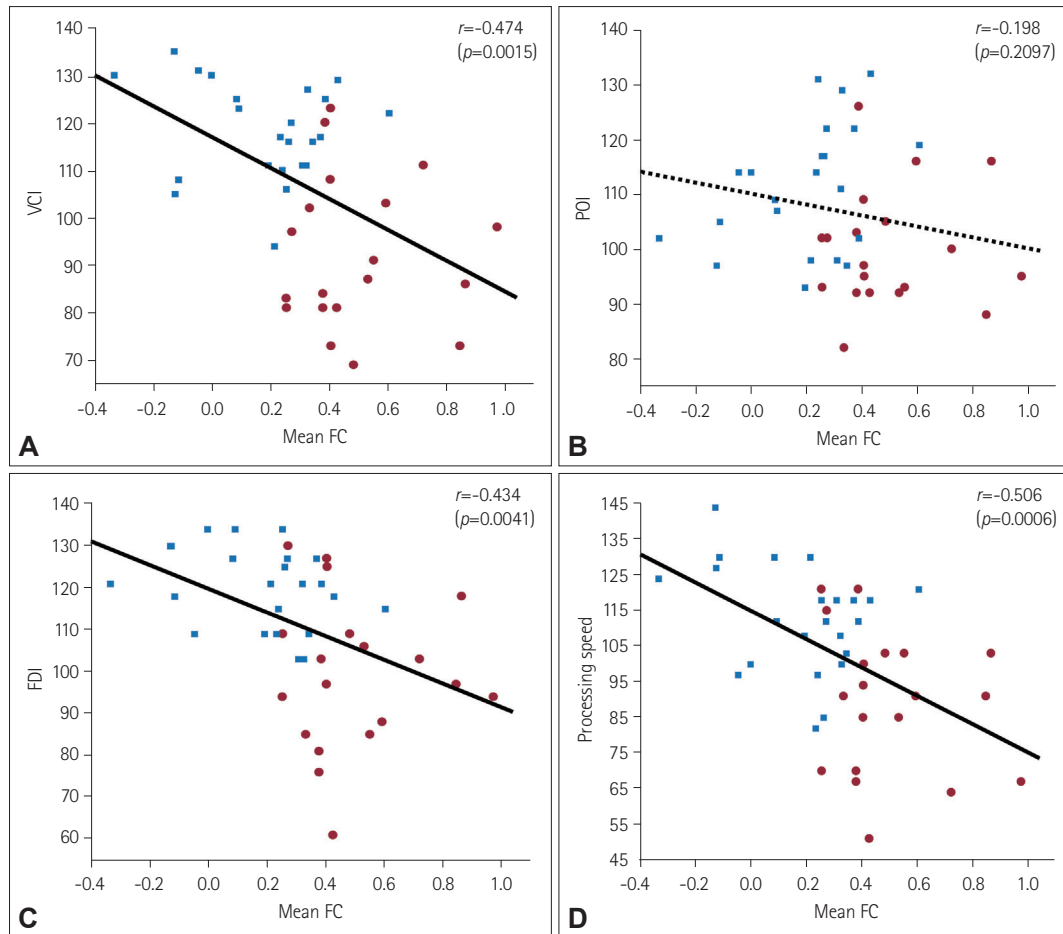 r=-0.474
(p=0.0015)
140
130
120
110
100
90
80
70
VCI
-0.4 -0.2 0.0 0.2 0.4 0.6 0.8 1.0
Mean FC
A
r=-0.198
(p=0.2097)
140
130
120
110
100
90
80
POI
-0.4 -0.2 0.0 0.2 0.4 0.6 0.8 1.0
Mean FC
B
r=-0.434
(p=0.0041)
140
130
120
110
100
90
80
70
60
FDI
-0.4 -0.2 0.0 0.2 0.4 0.6 0.8 1.0
Mean FC
C
r=-0.506
(p=0.0006)
145
135
125
115
105
95
85
75
65
55
45
Processing speed
-0.4 -0.2 0.0 0.2 0.4 0.6 0.8 1.0
Mean FC
D